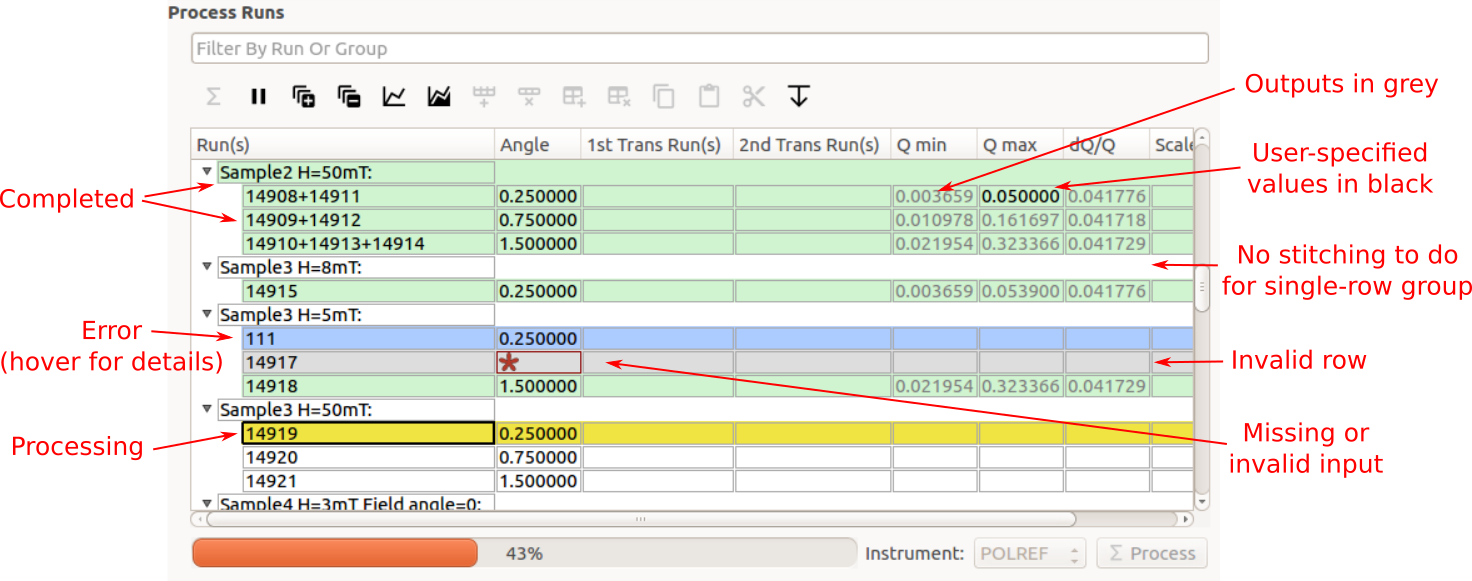 Process Runs
Filter By Run Or Group
Outputs in grey
Run(s) Angle 1st Trans Run(s) 2nd Trans Run(s) Q min Q max dQ/Q Scale
User-specified
values in black
Sample2 H=50mT:
Completed
14908+14911 0.250000 0.003659 0.050000 0.041776
14909+14912 0.750000 0.010978 0.161697 0.041718
14910+14913+14914 1.500000 0.021954 0.323366 0.041729
Sample3 H=8mT:
No stitching to do
for single-row group
14915 0.250000 0.003659 0.053900 0.041776
Sample3 H=5mT:
Error
(hover for details)
111 0.250000
14917 *
Invalid row
14918 1.500000 0.021954 0.323366 0.041729
Sample3 H=50mT:
Processing
14919 0.250000
Missing or
invalid input
14920 0.750000
14921 1.500000
Sample4 H=3mT Field angle=0:
43% Instrument: POLREF Σ Process